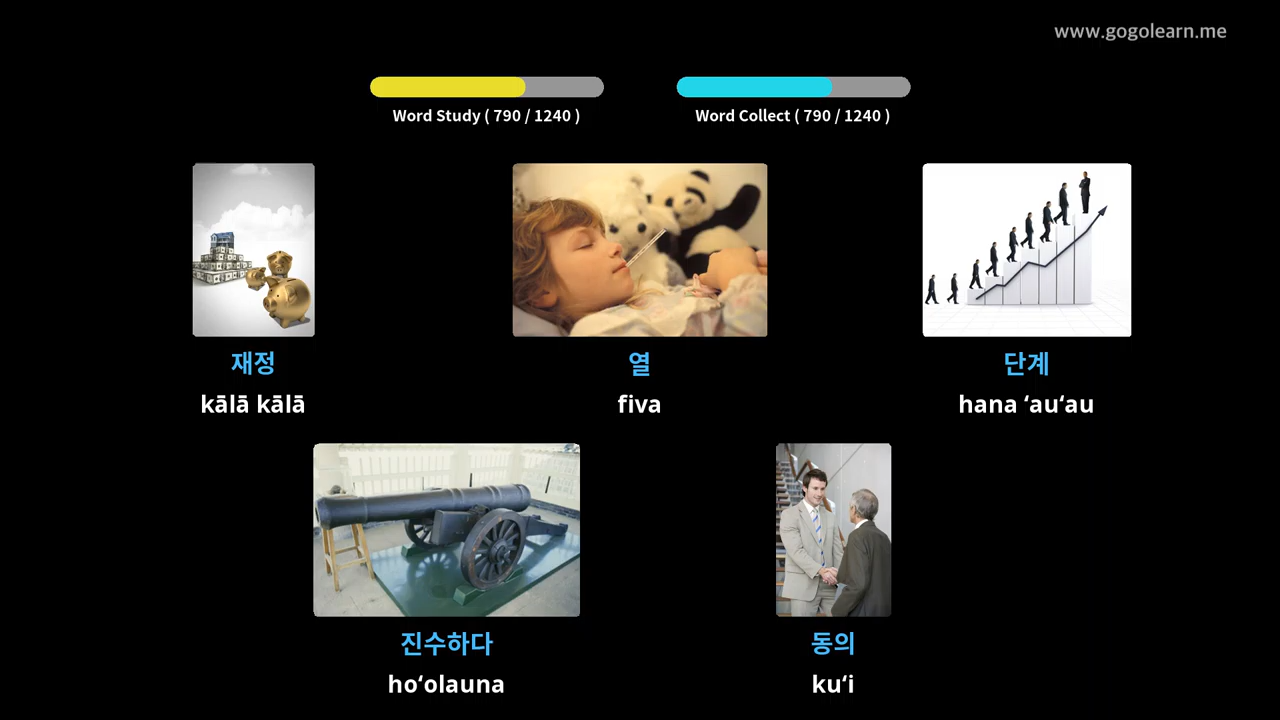 www.gogolearn.me
Word Study ( 790 / 1240 )
Word Collect ( 790 / 1240 )
재정
kālā kālā
열
fiva
단계
hana ʻauʻau
진수하다
hoʻolauna
동의
kuʻi